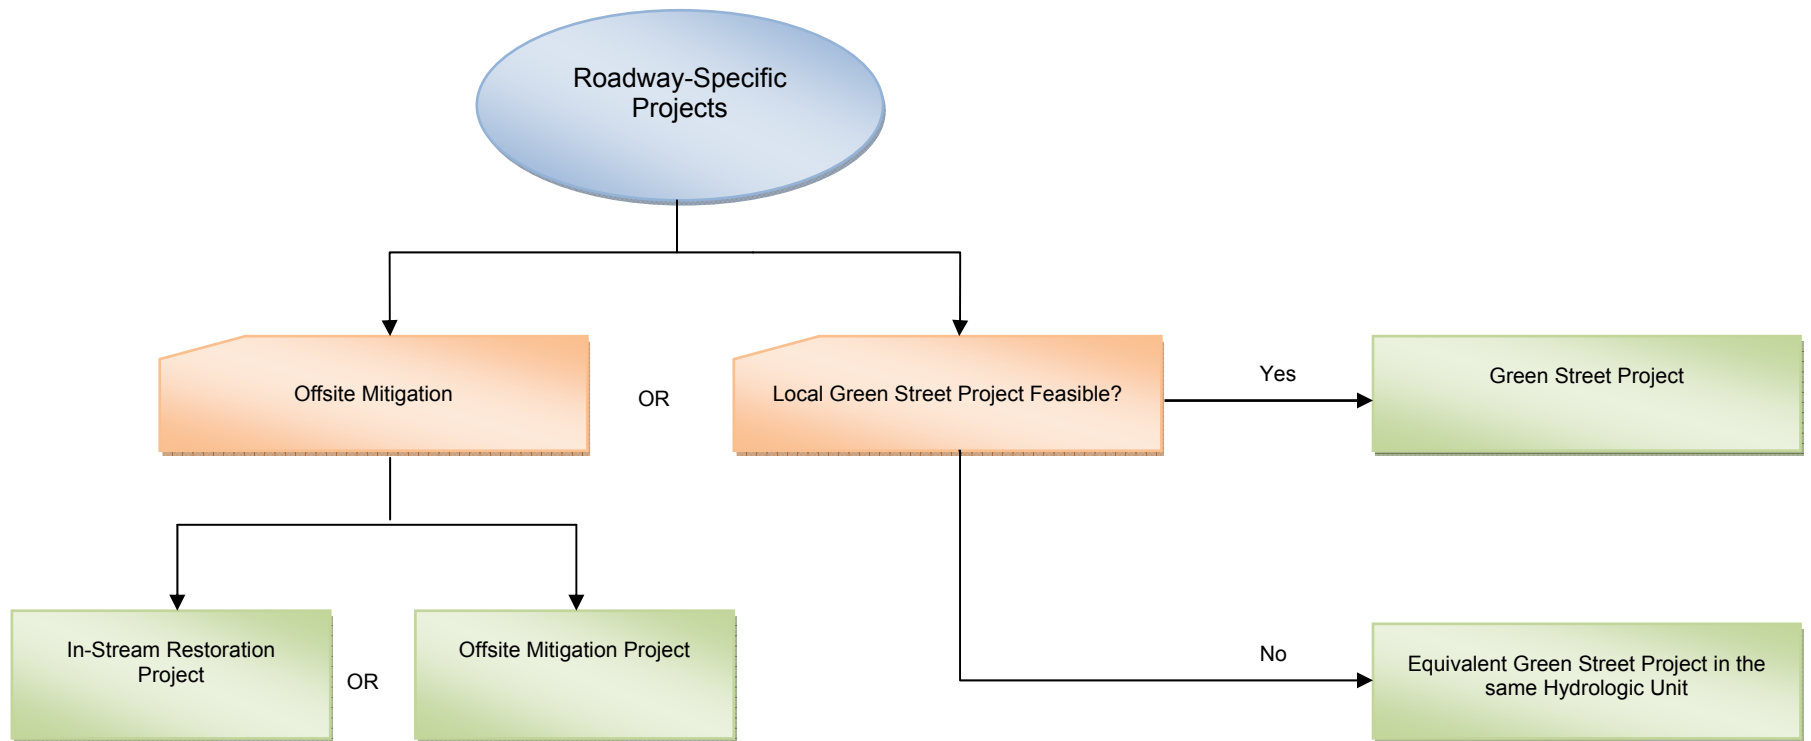 Roadway-Specific
Projects
Offsite Mitigation
OR
Local Green Street Project Feasible?
Yes
Green Street Project
In-Stream Restoration
Project
OR
Offsite Mitigation Project
No
Equivalent Green Street Project in the
same Hydrologic Unit